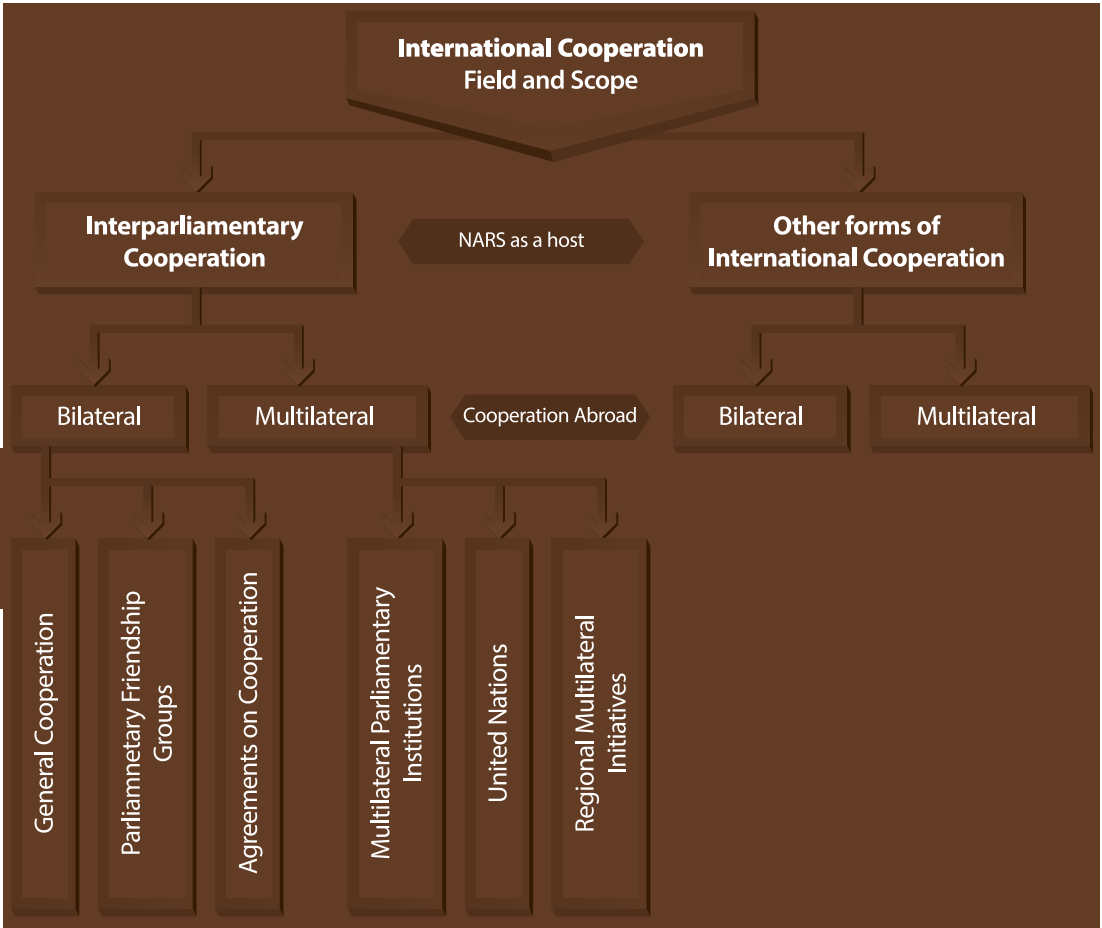 International Cooperation
Field and Scope
Interparliamentary
Cooperation
NARS as a host
Other forms of
International Cooperation
Bilateral
Multilateral
Cooperation Abroad
Bilateral
Multilateral
General Cooperation
Parliamnetary Friendship
Groups
Agreements on Cooperation
Multilateral Parliamentary
Institutions
United Nations
Regional Multilateral
Initiatives